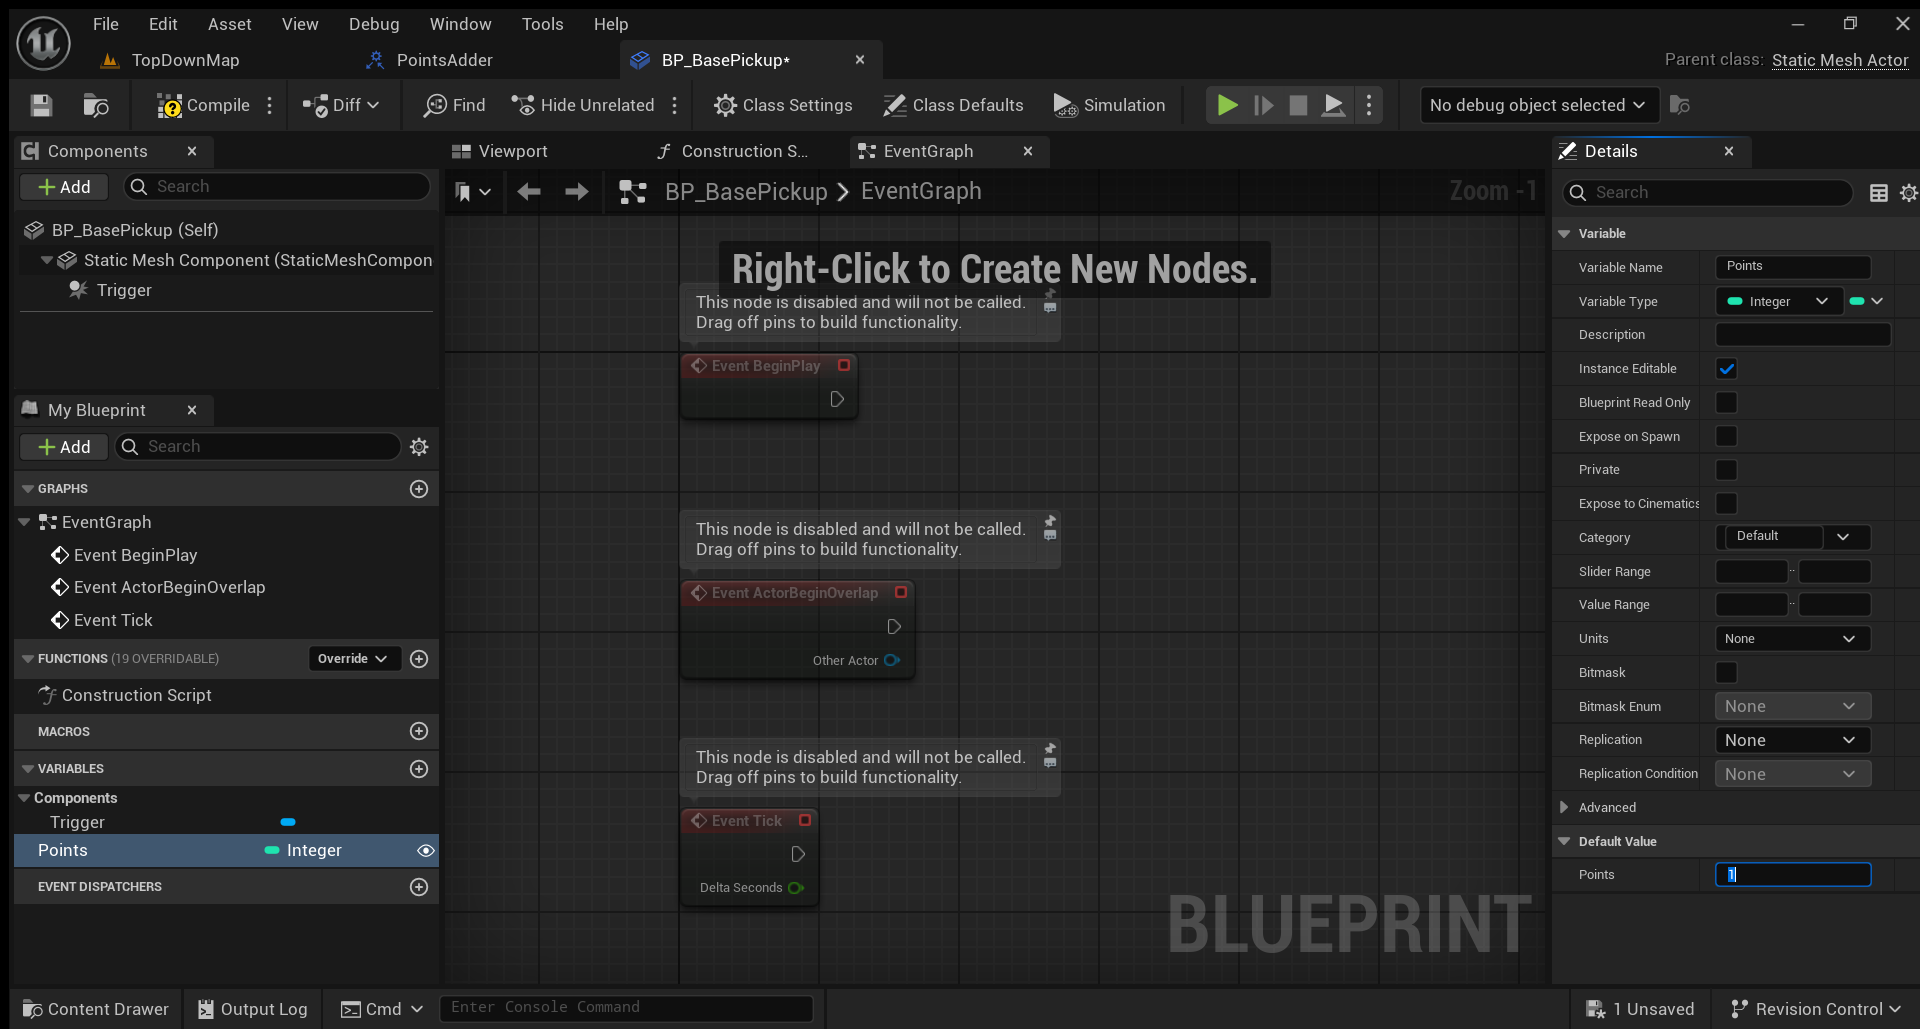 File Edit Asset View Debug Window Tools Help
TopDownMap PointsAdder BP_BasePickup* Parent class: Static Mesh Actor
Compile Diff Find Hide Unrelated Class Settings Class Defaults Simulation No debug object selected
Components
Add Search
BP_BasePickup (Self)
Static Mesh Component (StaticMeshCompon
Trigger
My Blueprint
Add Search
GRAPHS
EventGraph
Event BeginPlay
Event ActorBeginOverlap
Event Tick
FUNCTIONS (19 OVERRIDABLE) Override
Construction Script
MACROS
VARIABLES
Components
Trigger
Points Integer
EVENT DISPATCHERS
Viewport Construction S... EventGraph
BP_BasePickup > EventGraph Zoom -1
Right-Click to Create New Nodes.
This node is disabled and will not be called.
Drag off pins to build functionality.
Event BeginPlay
This node is disabled and will not be called.
Drag off pins to build functionality.
Event ActorBeginOverlap
Other Actor
This node is disabled and will not be called.
Drag off pins to build functionality.
Event Tick
Delta Seconds
BLUEPRINT
Details
Search
Variable
Variable Name Points
Variable Type Integer
Description
Instance Editable
Blueprint Read Only
Expose on Spawn
Private
Expose to Cinematics
Category Default
Slider Range ..
Value Range ..
Units None
Bitmask
Bitmask Enum None
Replication None
Replication Condition None
Advanced
Default Value
Points 1
Content Drawer Output Log Cmd Enter Console Command 1 Unsaved Revision Control